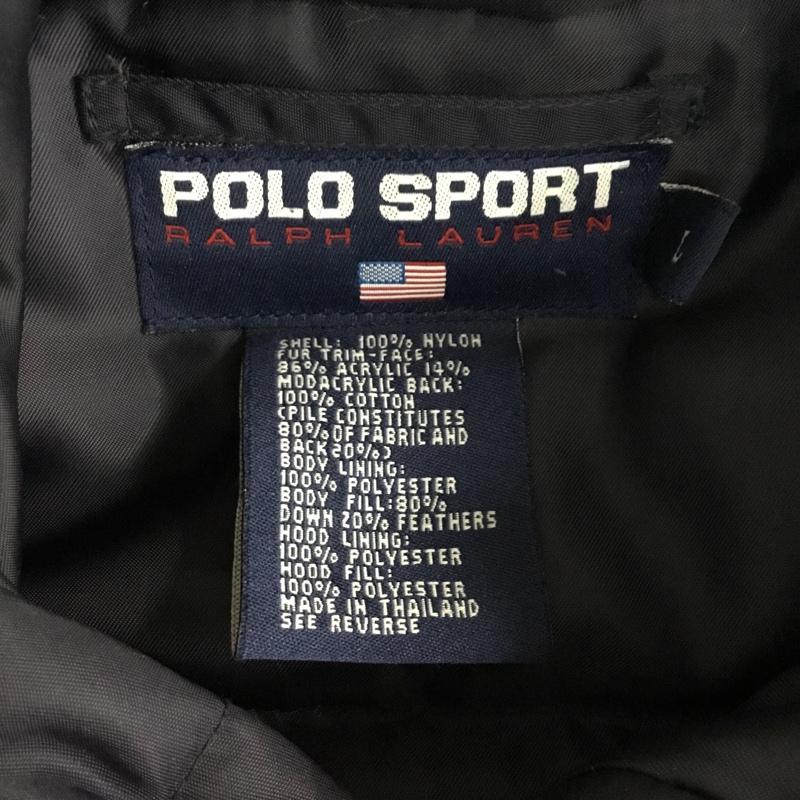 POLO SPORT
RALPH LAUREN
L
SHELL: 100% NYLON
FUR TRIM-FACE:
86% ACRYLIC 14%
MODACRYLIC BACK:
100% COTTON
(PILE CONSTITUTES
80% OF FABRIC AND
BACK 20%)
BODY LINING:
100% POLYESTER
BODY FILL:80%
DOWN 20% FEATHERS
HOOD LINING:
100% POLYESTER
HOOD FILL:
100% POLYESTER
MADE IN THAILAND
SEE REVERSE